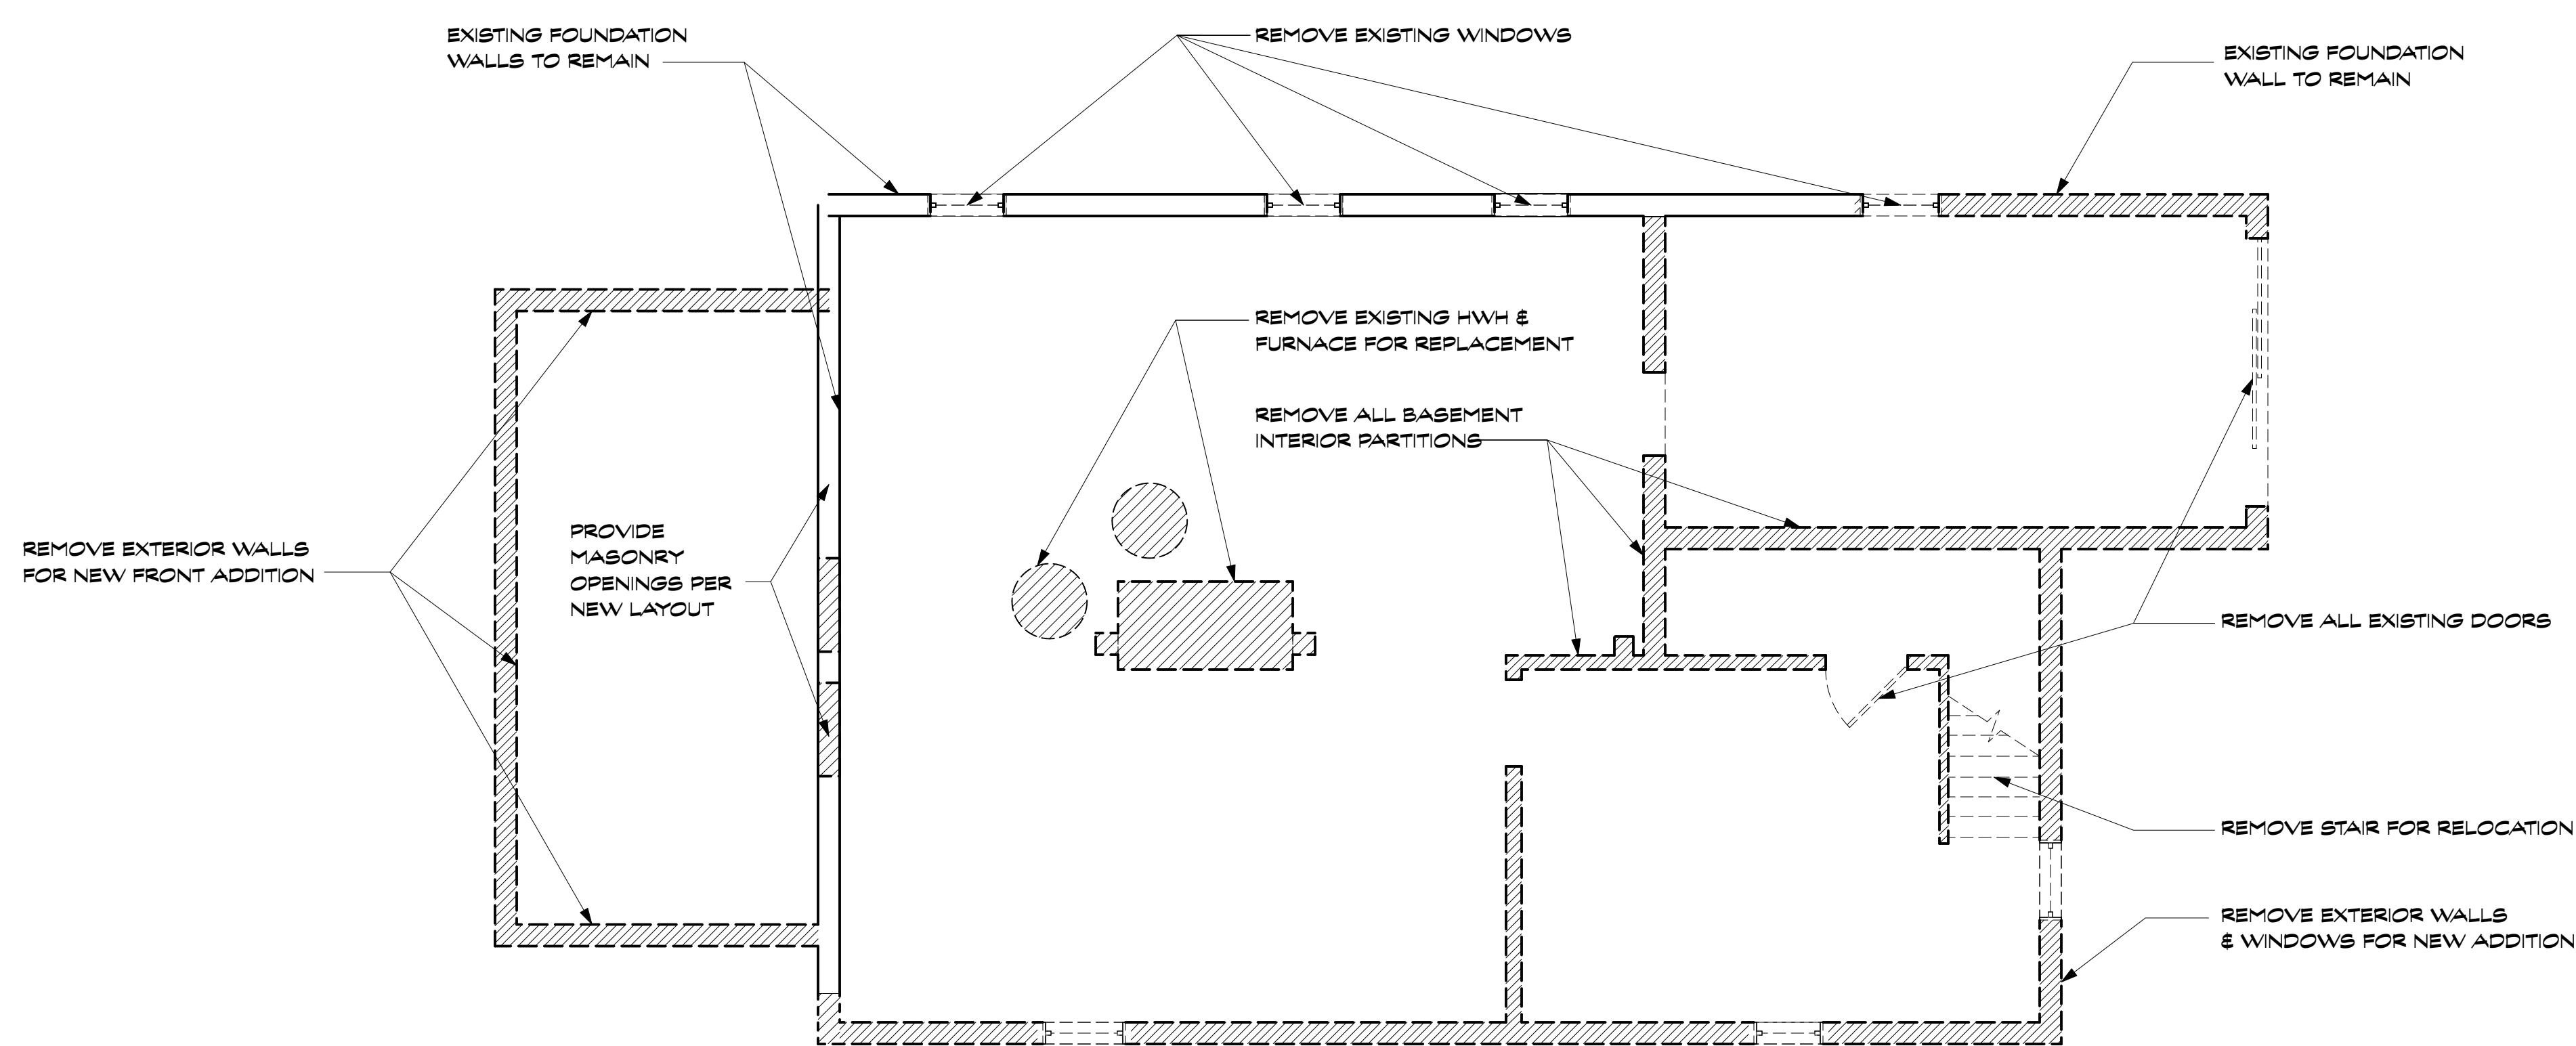 EXISTING FOUNDATION
WALLS TO REMAIN
REMOVE EXISTING WINDOWS
EXISTING FOUNDATION
WALL TO REMAIN
REMOVE EXISTING HWH &
FURNACE FOR REPLACEMENT
REMOVE ALL BASEMENT
INTERIOR PARTITIONS
REMOVE EXTERIOR WALLS
FOR NEW FRONT ADDITION
PROVIDE
MASONRY
OPENINGS PER
NEW LAYOUT
REMOVE ALL EXISTING DOORS
REMOVE STAIR FOR RELOCATION
REMOVE EXTERIOR WALLS
& WINDOWS FOR NEW ADDITION